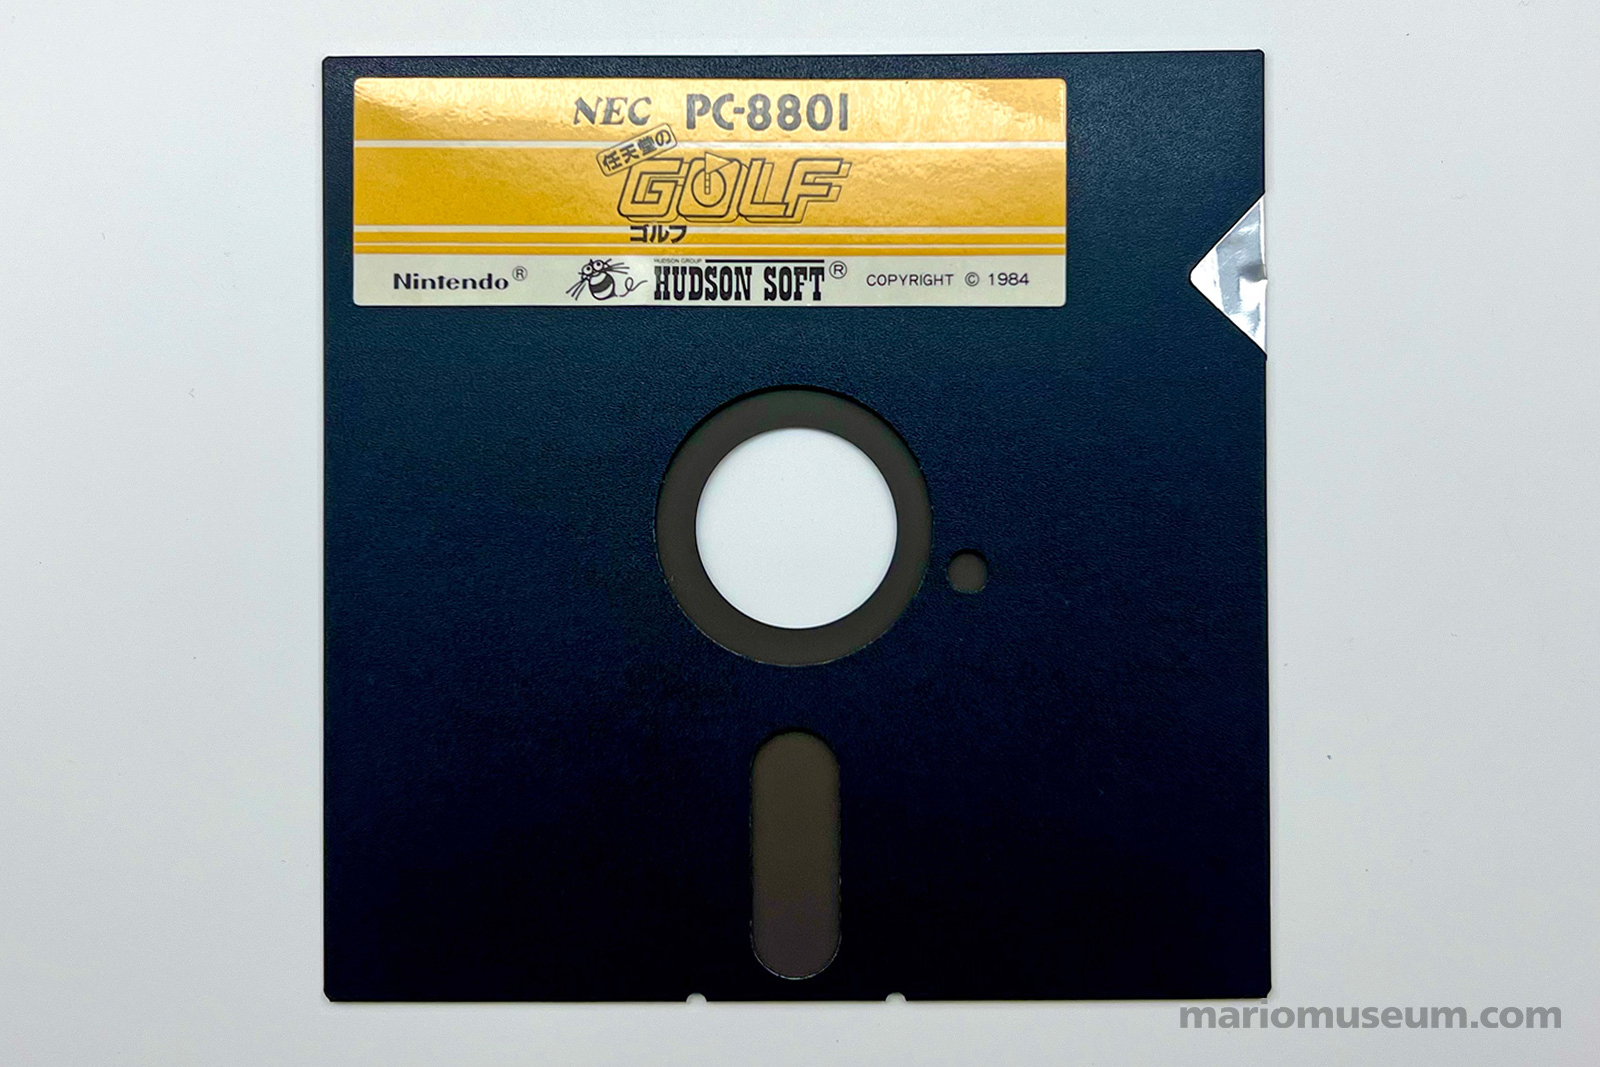 NEC PC-8801
任天堂の
GOLF
ゴルフ
Nintendo®
HUDSON GROUP
HUDSON SOFT®
COPYRIGHT © 1984
mariomuseum.com